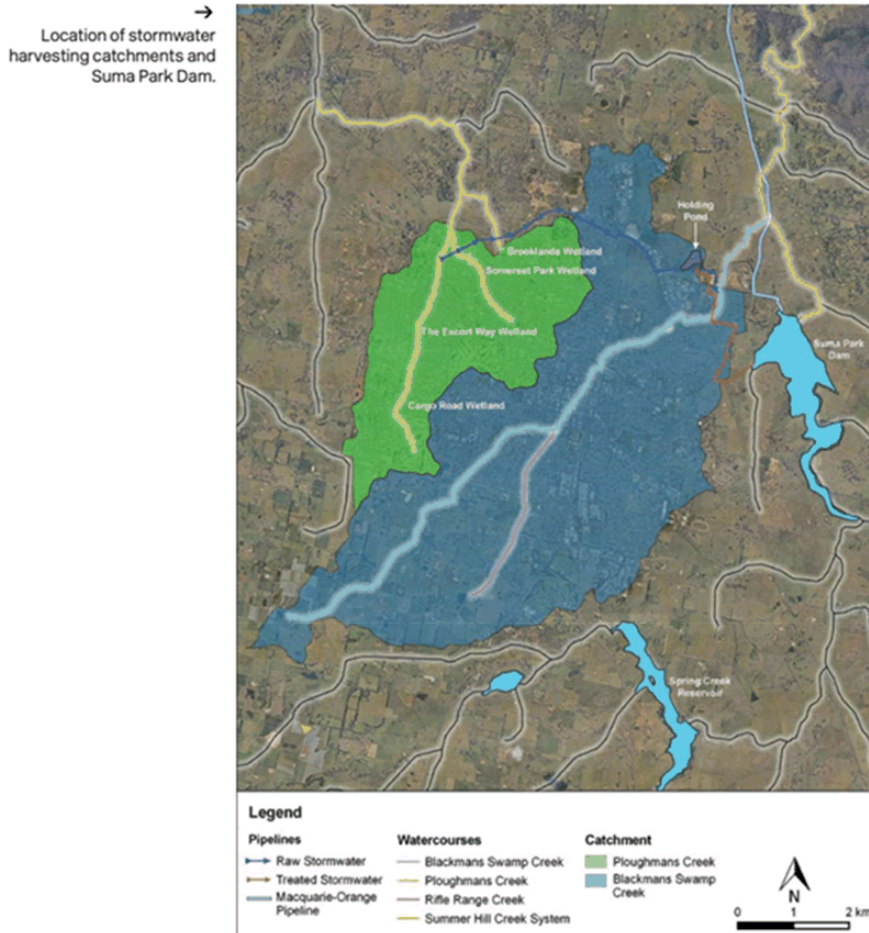 →
Location of stormwater
harvesting catchments and
Suma Park Dam.
Holding
Pond
Brooklands Wetland
Somerset Park Wetland
The Escort Way Wetland
Suma Park
Dam
Cargo Road Wetland
Spring Creek
Reservoir
Legend
Pipelines
Raw Stormwater
Treated Stormwater
Macquarie-Orange
Pipeline
Watercourses
Blackmans Swamp Creek
Ploughmans Creek
Rifle Range Creek
Summer Hill Creek System
Catchment
Ploughmans Creek
Blackmans Swamp
Creek
N
0 1 2 km